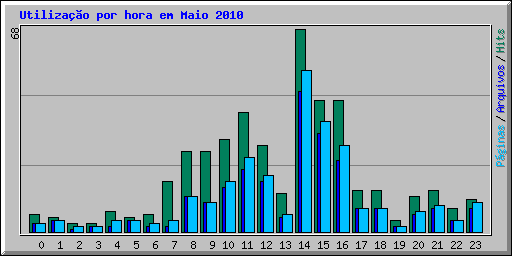 Utilização por hora em Maio 2010
68
Páginas / Arquivos / Hits
0 1 2 3 4 5 6 7 8 9 10 11 12 13 14 15 16 17 18 19 20 21 22 23